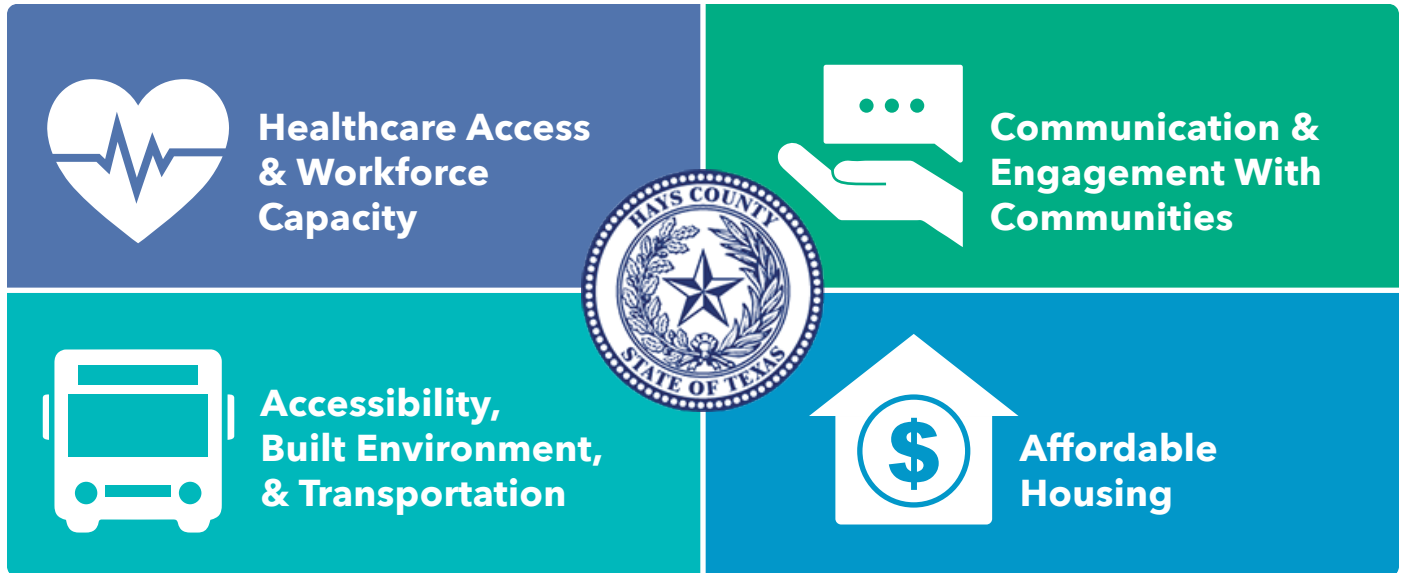 Healthcare Access
& Workforce
Capacity
Communication &
Engagement With
Communities
HAYS COUNTY
STATE OF TEXAS
Accessibility,
Built Environment,
& Transportation
$
Affordable
Housing